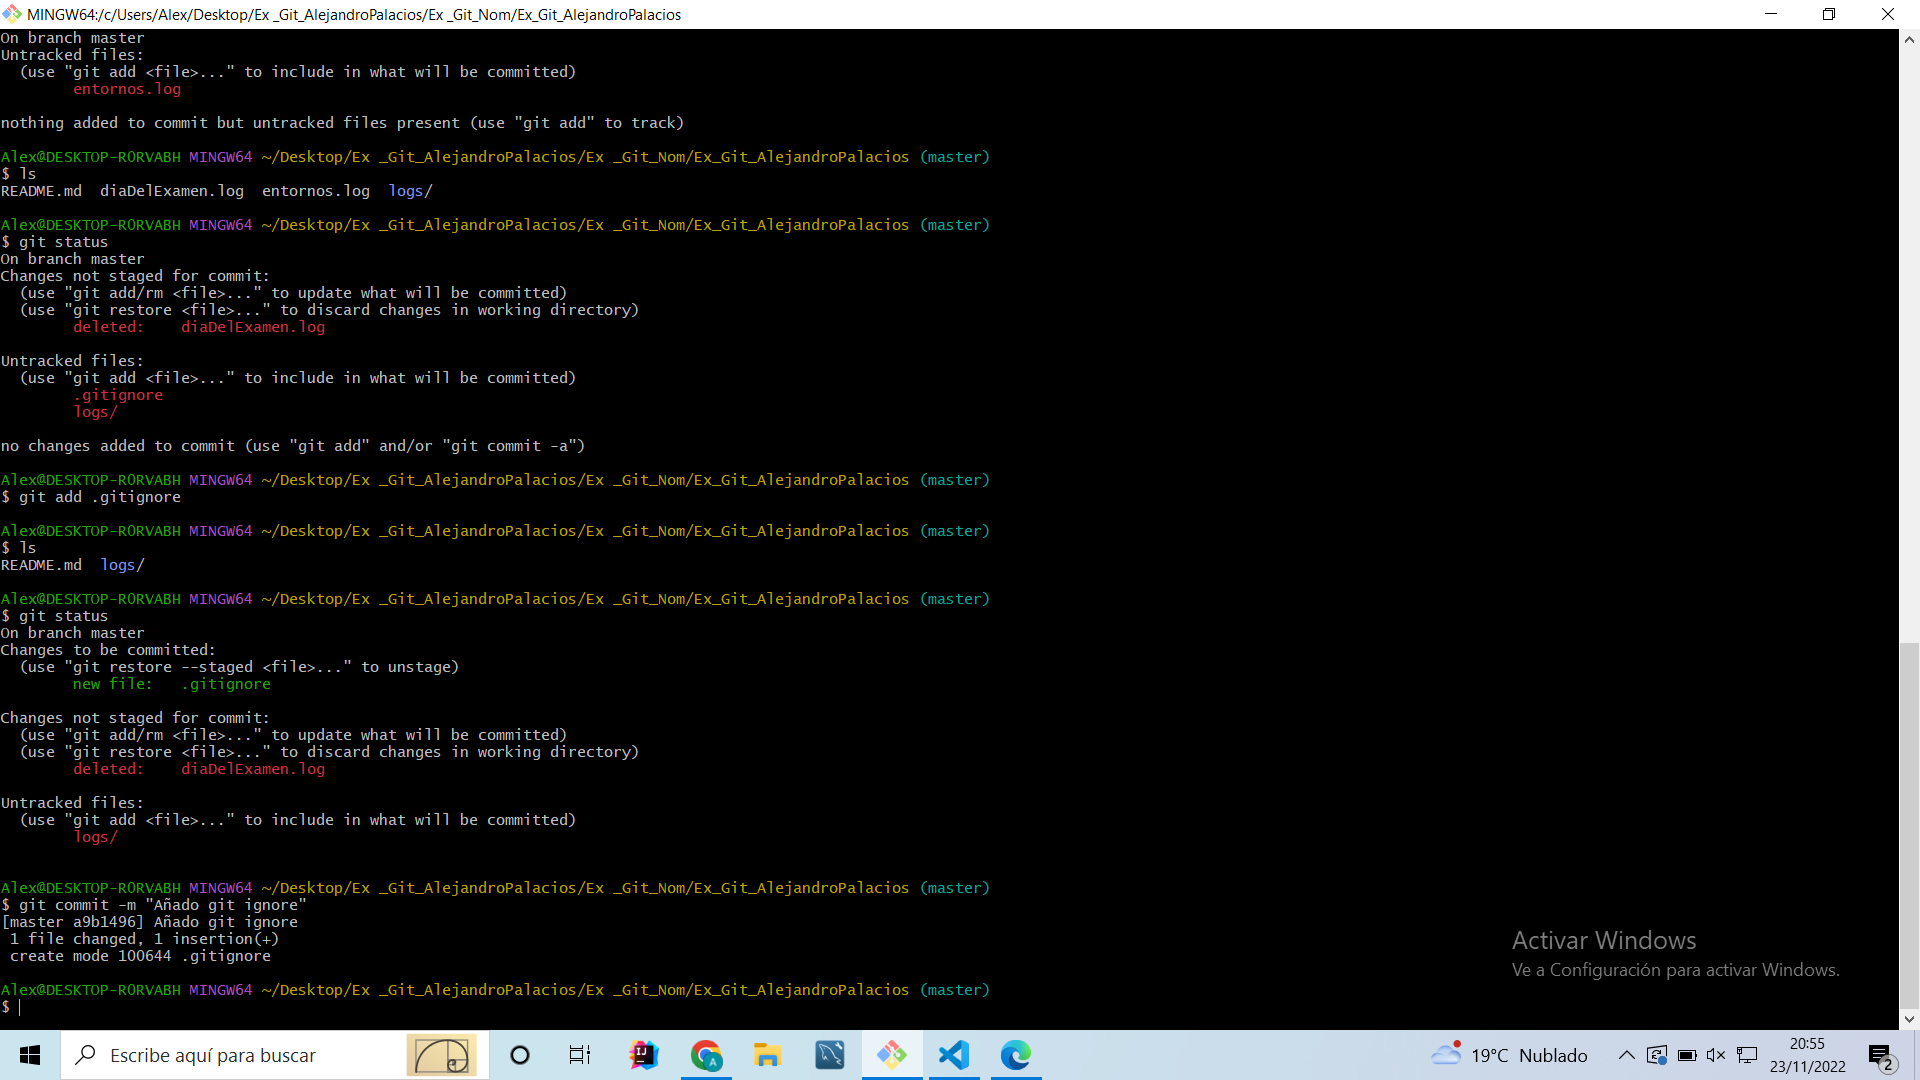 MINGW64:/c/Users/Alex/Desktop/Ex _Git_AlejandroPalacios/Ex _Git_Nom/Ex_Git_AlejandroPalacios
On branch master
Untracked files:
  (use "git add <file>..." to include in what will be committed)
        entornos.log

nothing added to commit but untracked files present (use "git add" to track)

Alex@DESKTOP-RORVABH MINGW64 ~/Desktop/Ex _Git_AlejandroPalacios/Ex _Git_Nom/Ex_Git_AlejandroPalacios (master)
$ ls
README.md  diaDelExamen.log  entornos.log  logs/

Alex@DESKTOP-RORVABH MINGW64 ~/Desktop/Ex _Git_AlejandroPalacios/Ex _Git_Nom/Ex_Git_AlejandroPalacios (master)
$ git status
On branch master
Changes not staged for commit:
  (use "git add/rm <file>..." to update what will be committed)
  (use "git restore <file>..." to discard changes in working directory)
        deleted:    diaDelExamen.log

Untracked files:
  (use "git add <file>..." to include in what will be committed)
        .gitignore
        logs/

no changes added to commit (use "git add" and/or "git commit -a")

Alex@DESKTOP-RORVABH MINGW64 ~/Desktop/Ex _Git_AlejandroPalacios/Ex _Git_Nom/Ex_Git_AlejandroPalacios (master)
$ git add .gitignore

Alex@DESKTOP-RORVABH MINGW64 ~/Desktop/Ex _Git_AlejandroPalacios/Ex _Git_Nom/Ex_Git_AlejandroPalacios (master)
$ ls
README.md  logs/

Alex@DESKTOP-RORVABH MINGW64 ~/Desktop/Ex _Git_AlejandroPalacios/Ex _Git_Nom/Ex_Git_AlejandroPalacios (master)
$ git status
On branch master
Changes to be committed:
  (use "git restore --staged <file>..." to unstage)
        new file:   .gitignore

Changes not staged for commit:
  (use "git add/rm <file>..." to update what will be committed)
  (use "git restore <file>..." to discard changes in working directory)
        deleted:    diaDelExamen.log

Untracked files:
  (use "git add <file>..." to include in what will be committed)
        logs/

Alex@DESKTOP-RORVABH MINGW64 ~/Desktop/Ex _Git_AlejandroPalacios/Ex _Git_Nom/Ex_Git_AlejandroPalacios (master)
$ git commit -m "Añado git ignore"
[master a9b1496] Añado git ignore
 1 file changed, 1 insertion(+)
 create mode 100644 .gitignore

Alex@DESKTOP-RORVABH MINGW64 ~/Desktop/Ex _Git_AlejandroPalacios/Ex _Git_Nom/Ex_Git_AlejandroPalacios (master)
$
Activar Windows
Ve a Configuración para activar Windows.
Escribe aquí para buscar
IJ
A
19°C Nublado
20:55
23/11/2022
2